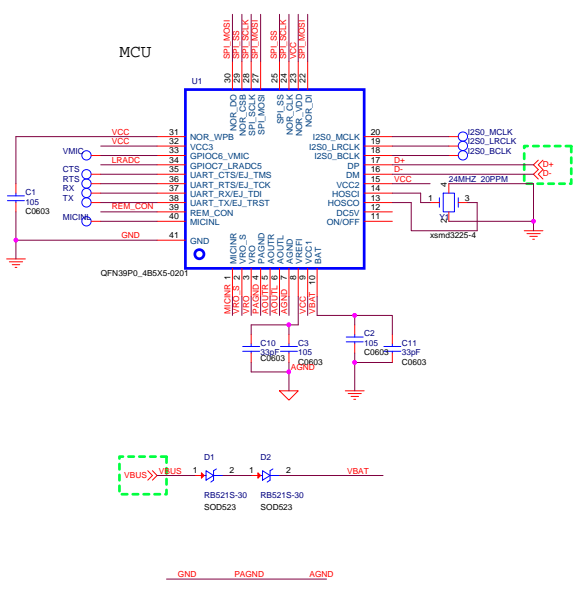 MCU
SPI_MOSI
SPI_SS
SPI_SCLK
SPI_MOSI
SPI_SS
SPI_SCLK
VCC
SPI_MOSI
30
29
28
27
25
24
23
22
U1
NOR_DO
NOR_CSB
SPI_SCLK
SPI_MOSI
SPI_SS
NOR_CLK
NOR_VDD
NOR_DI
VCC 31 NOR_WPB
VCC 32 VCC3
VMIC 33 GPIOC6_VMIC
LRADC 34 GPIOC7_LRADC5
CTS 35 UART_CTS/EJ_TMS
RTS 36 UART_RTS/EJ_TCK
RX 37 UART_RX/EJ_TDI
TX 38 UART_TX/EJ_TRST
REM_CON 39 REM_CON
MICINL 40 MICINL
GND 41 GND
I2S0_MCLK 20 I2S0_MCLK
I2S0_LRCLK 19 I2S0_LRCLK
I2S0_BCLK 18 I2S0_BCLK
DP 17 D+ D+
DM 16 D- D-
VCC2 15 VCC
HOSCI 14
HOSCO 13
DC5V 12
ON/OFF 11
24MHZ_20PPM
4
1
3
2
xsmd3225-4
C1
105
C0603
QFN39P0_4B5X5-0201
MICINR
VRO_S
VRO
PAGND
AOUTR
AOUTL
AGND
VREFI
VCC1
BAT
1
2
3
4
5
6
7
8
9
10
MICINR
VRO_S
VRO
PAGND
AOUTR
AOUTL
AGND
VCC
VBAT
C10
33pF
C0603
C3
105
C0603
AGND
C2
105
C0603
C11
33pF
C0603
VBUS VBUS 1 D1 2 1 D2 2 VBAT
RB521S-30 RB521S-30
SOD523 SOD523
GND PAGND AGND